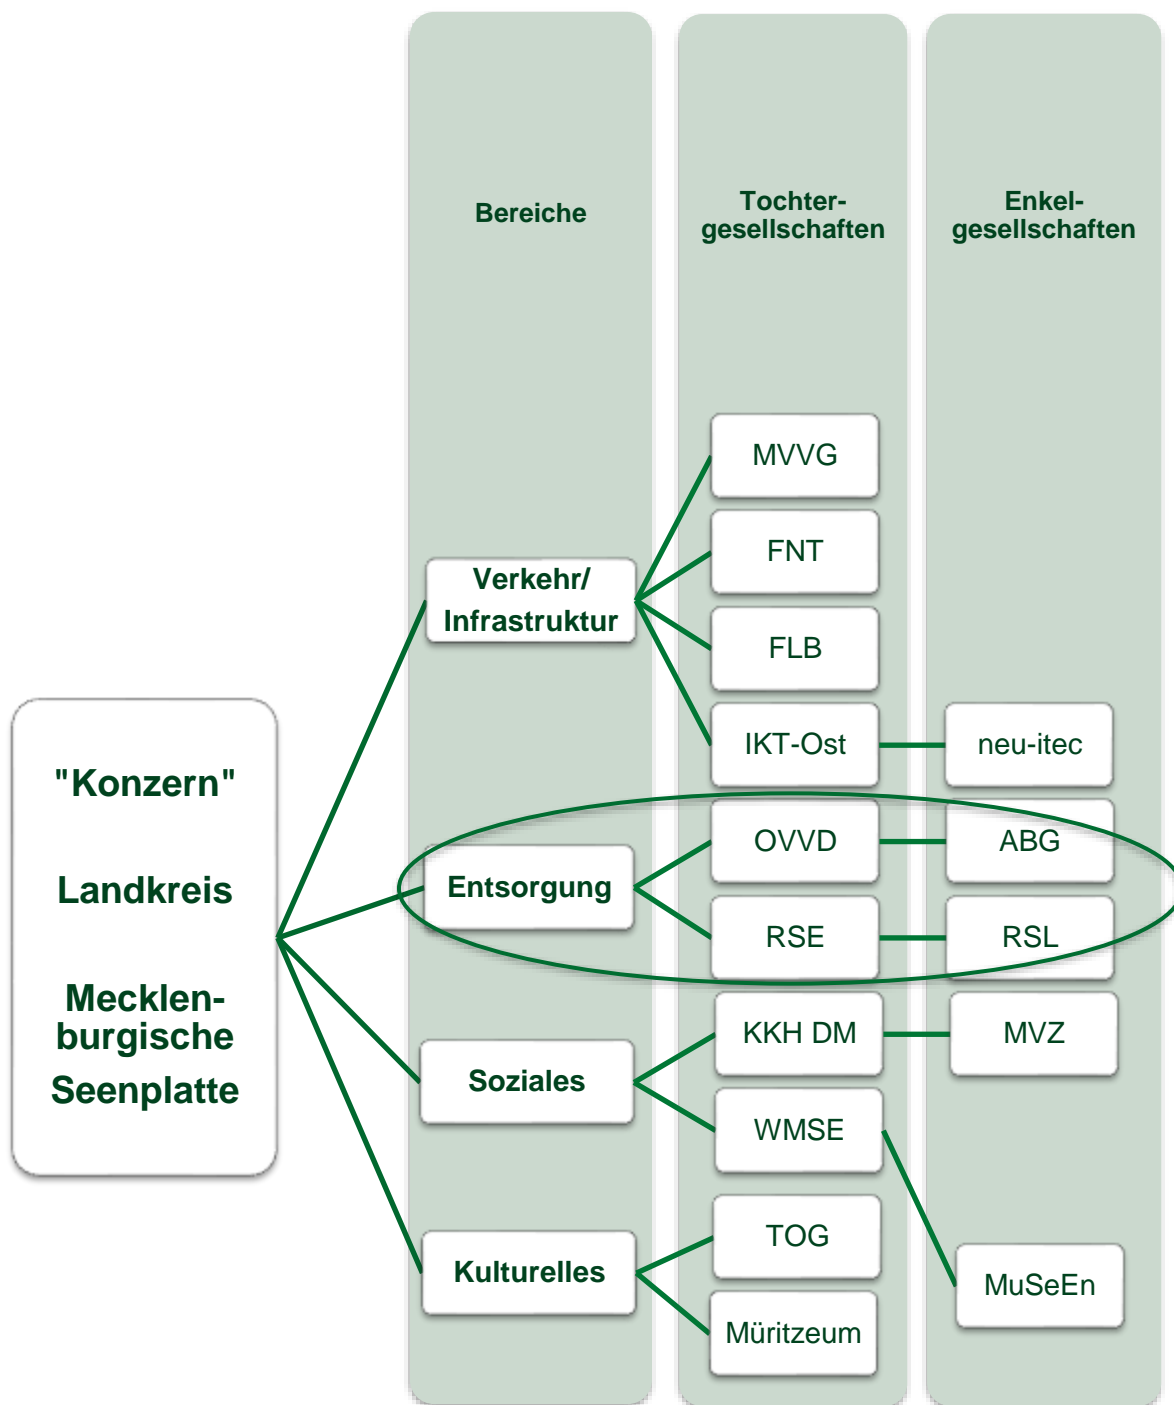 Bereiche
Tochter-
gesellschaften
Enkel-
gesellschaften
"Konzern"
Landkreis
Mecklen-
burgische
Seenplatte
Verkehr/
Infrastruktur
MVVG
FNT
FLB
IKT-Ost
neu-itec
Entsorgung
OVVD
ABG
RSE
RSL
Soziales
KKH DM
MVZ
WMSE
MuSeEn
Kulturelles
TOG
Müritzeum